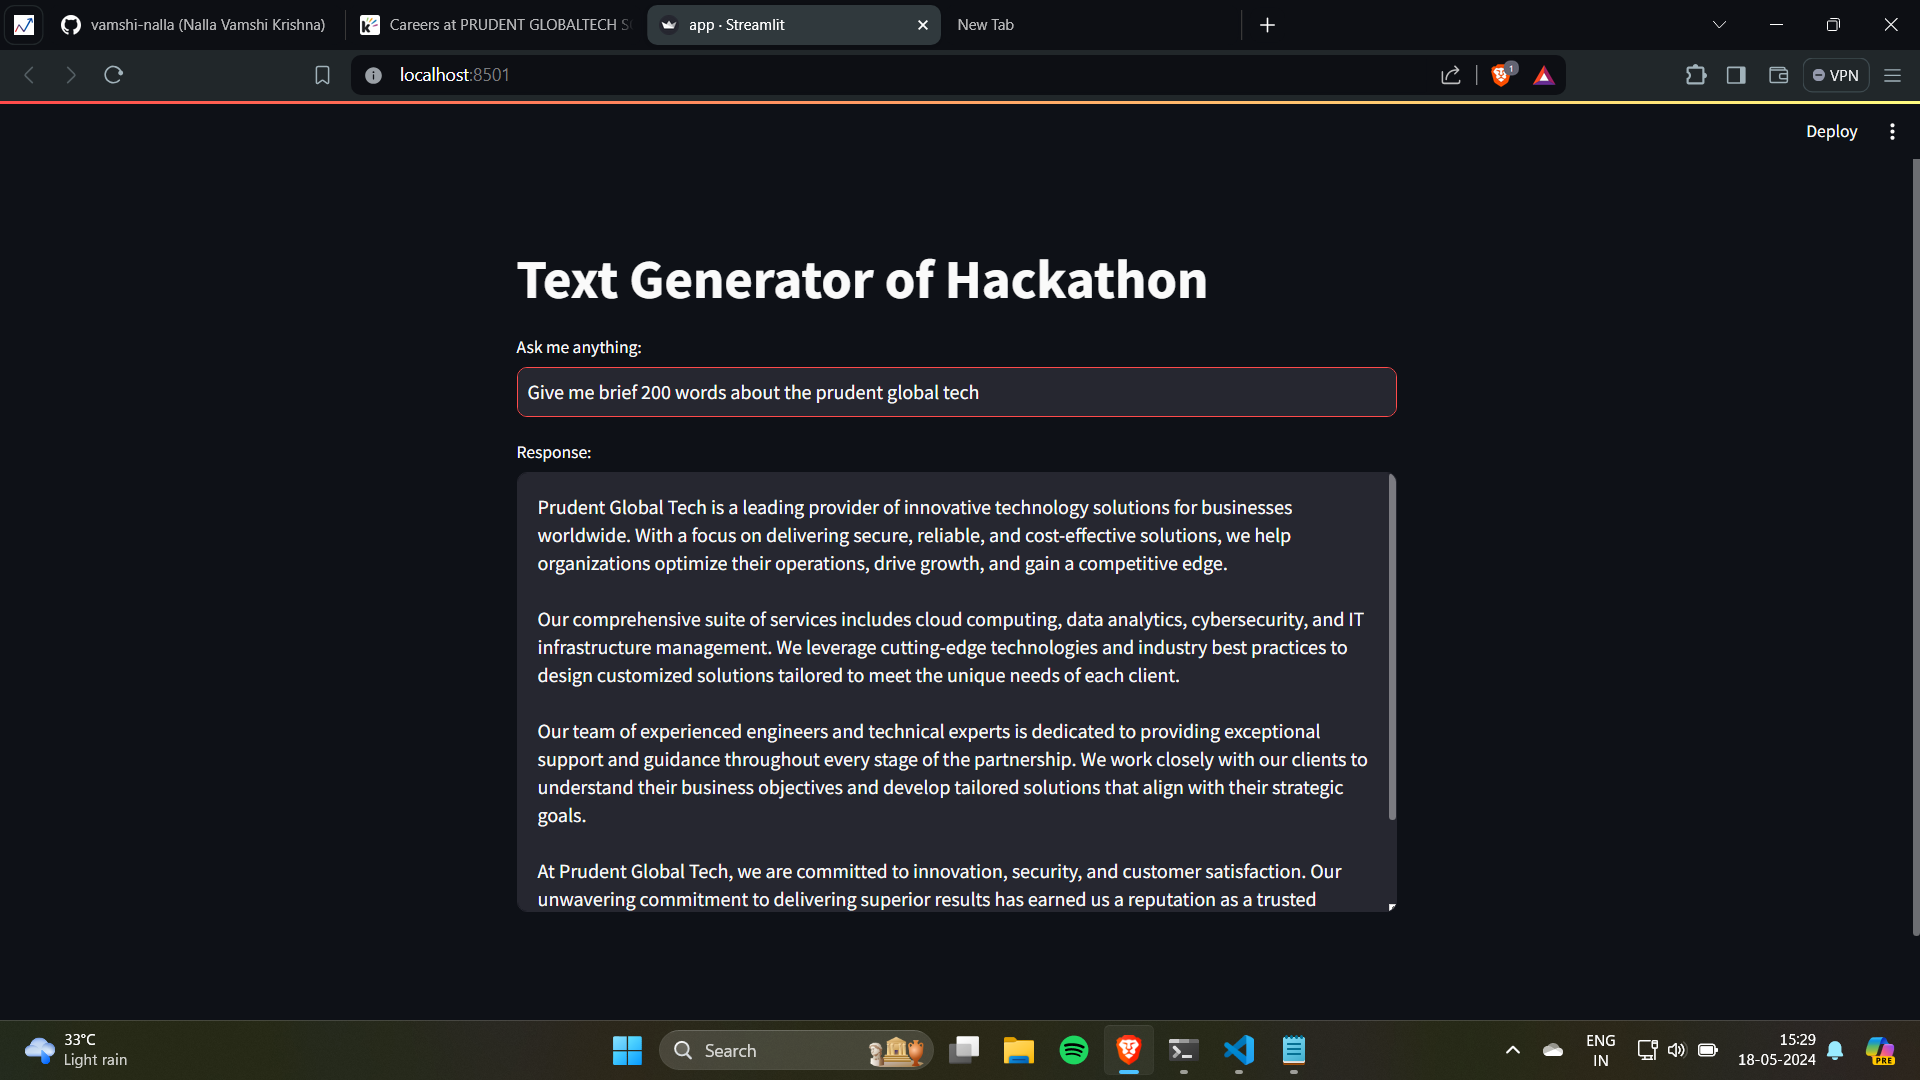 vamshi-nalla (Nalla Vamshi Krishna)
Careers at PRUDENT GLOBALTECH S
app · Streamlit
New Tab
localhost:8501
1
VPN
Deploy
Text Generator of Hackathon
Ask me anything:
Give me brief 200 words about the prudent global tech
Response:
Prudent Global Tech is a leading provider of innovative technology solutions for businesses
worldwide. With a focus on delivering secure, reliable, and cost-effective solutions, we help
organizations optimize their operations, drive growth, and gain a competitive edge.
Our comprehensive suite of services includes cloud computing, data analytics, cybersecurity, and IT
infrastructure management. We leverage cutting-edge technologies and industry best practices to
design customized solutions tailored to meet the unique needs of each client.
Our team of experienced engineers and technical experts is dedicated to providing exceptional
support and guidance throughout every stage of the partnership. We work closely with our clients to
understand their business objectives and develop tailored solutions that align with their strategic
goals.
At Prudent Global Tech, we are committed to innovation, security, and customer satisfaction. Our
unwavering commitment to delivering superior results has earned us a reputation as a trusted
33°C
Light rain
Search
ENG
IN
15:29
18-05-2024
PRE